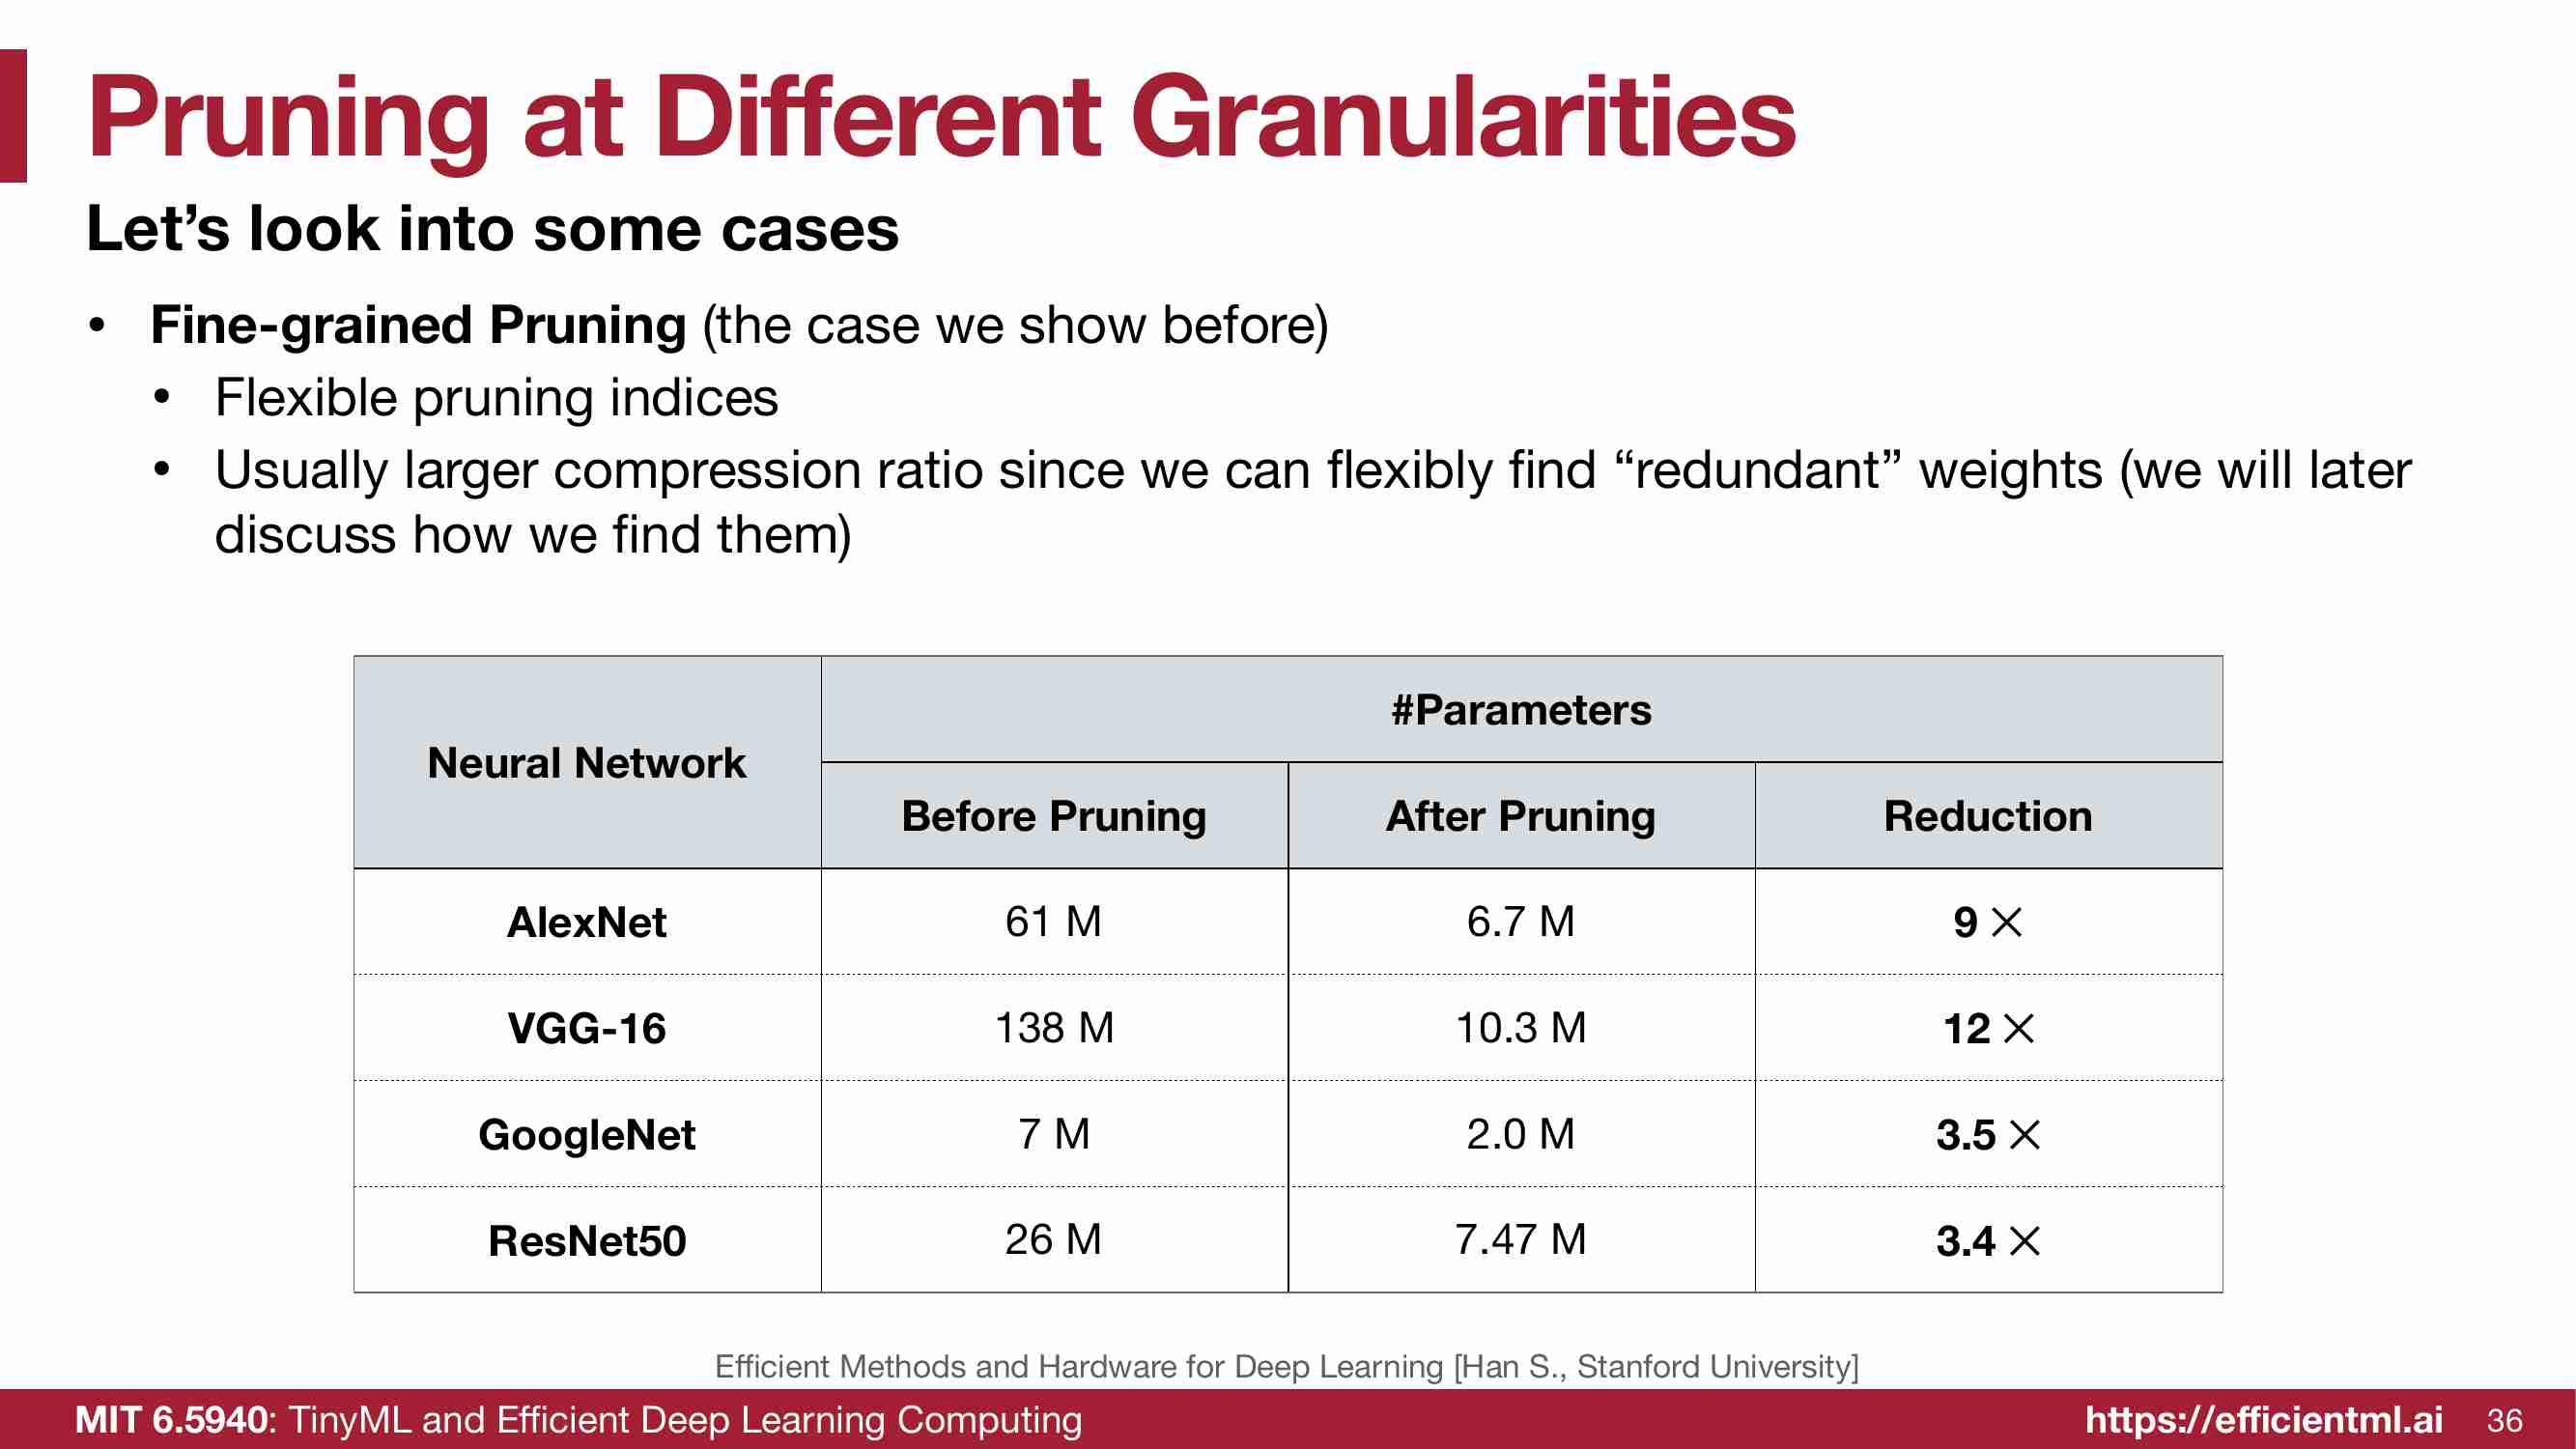 Pruning at Different Granularities
Let’s look into some cases
• Fine-grained Pruning (the case we show before)
• Flexible pruning indices
• Usually larger compression ratio since we can flexibly find “redundant” weights (we will later
discuss how we find them)
Neural Network #Parameters
Before Pruning After Pruning Reduction
AlexNet 61 M 6.7 M 9 ×
VGG-16 138 M 10.3 M 12 ×
GoogleNet 7 M 2.0 M 3.5 ×
ResNet50 26 M 7.47 M 3.4 ×
Efficient Methods and Hardware for Deep Learning [Han S., Stanford University]
MIT 6.5940: TinyML and Efficient Deep Learning Computing https://efficientml.ai 36